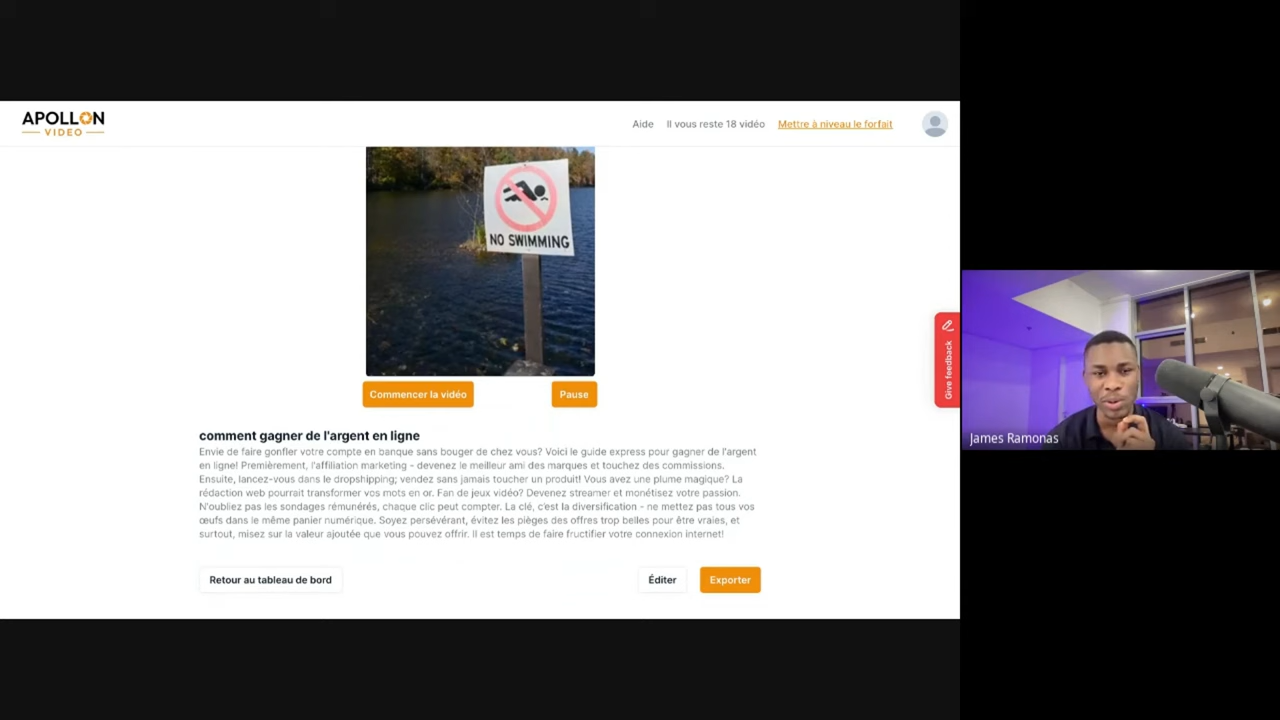 APOLLON
VIDEO
Aide
Il vous reste 18 vidéo
Mettre à niveau le forfait
NO SWIMMING
Commencer la vidéo
Pause
Give feedback
comment gagner de l'argent en ligne
Envie de faire gonfler votre compte en banque sans bouger de chez vous? Voici le guide express pour gagner de l'argent
en ligne! Premièrement, l'affiliation marketing - devenez le meilleur ami des marques et touchez des commissions.
Ensuite, lancez-vous dans le dropshipping; vendez sans jamais toucher un produit! Vous avez une plume magique? La
rédaction web pourrait transformer vos mots en or. Fan de jeux vidéo? Devenez streamer et monétisez votre passion.
N'oubliez pas les sondages rémunérés, chaque clic peut compter. La clé, c'est la diversification - ne mettez pas tous vos
œufs dans le même panier numérique. Soyez persévérant, évitez les pièges des offres trop belles pour être vraies, et
surtout, misez sur la valeur ajoutée que vous pouvez offrir. Il est temps de faire fructifier votre connexion internet!
Retour au tableau de bord
Éditer
Exporter
James Ramonas